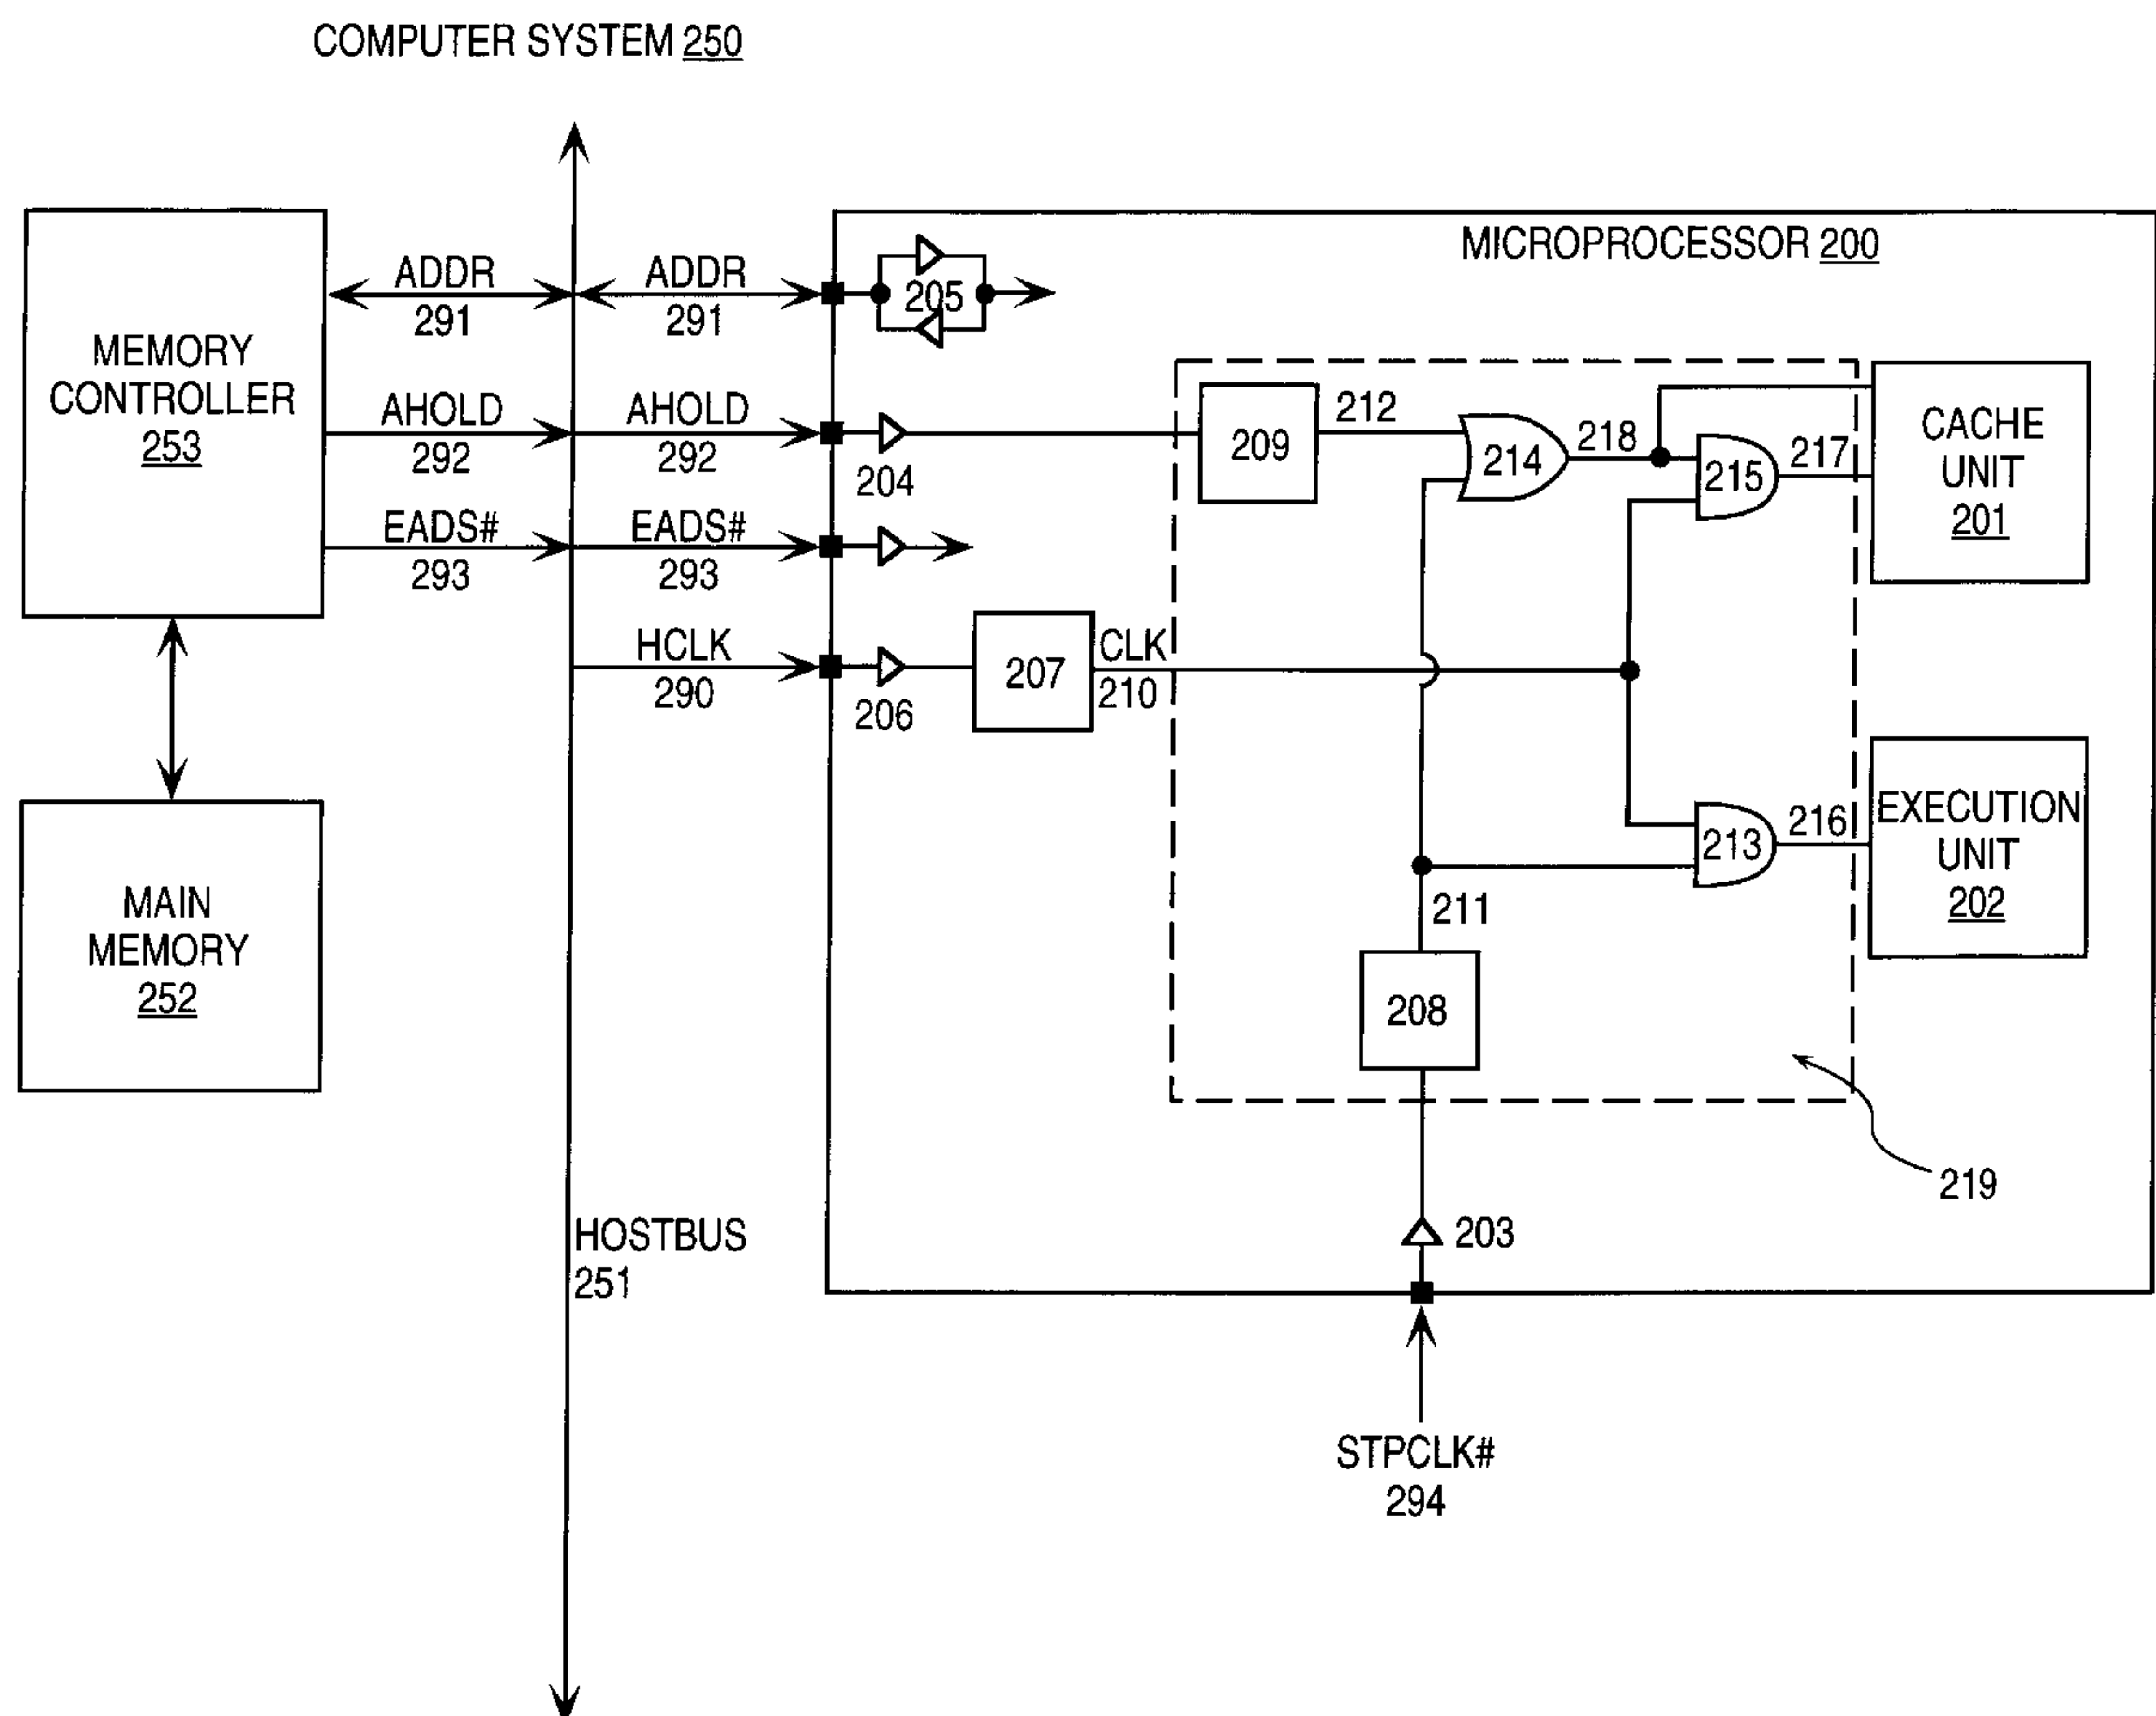 COMPUTER SYSTEM 250
MICROPROCESSOR 200
ADDR
291
ADDR
291
205
MEMORY
CONTROLLER
253
AHOLD
292
AHOLD
292
204
209
212
214
218
215
217
CACHE
UNIT
201
EADS#
293
EADS#
293
HCLK
290
206
207
CLK
210
213
216
EXECUTION
UNIT
202
211
MAIN
MEMORY
252
208
219
203
HOSTBUS
251
STPCLK#
294